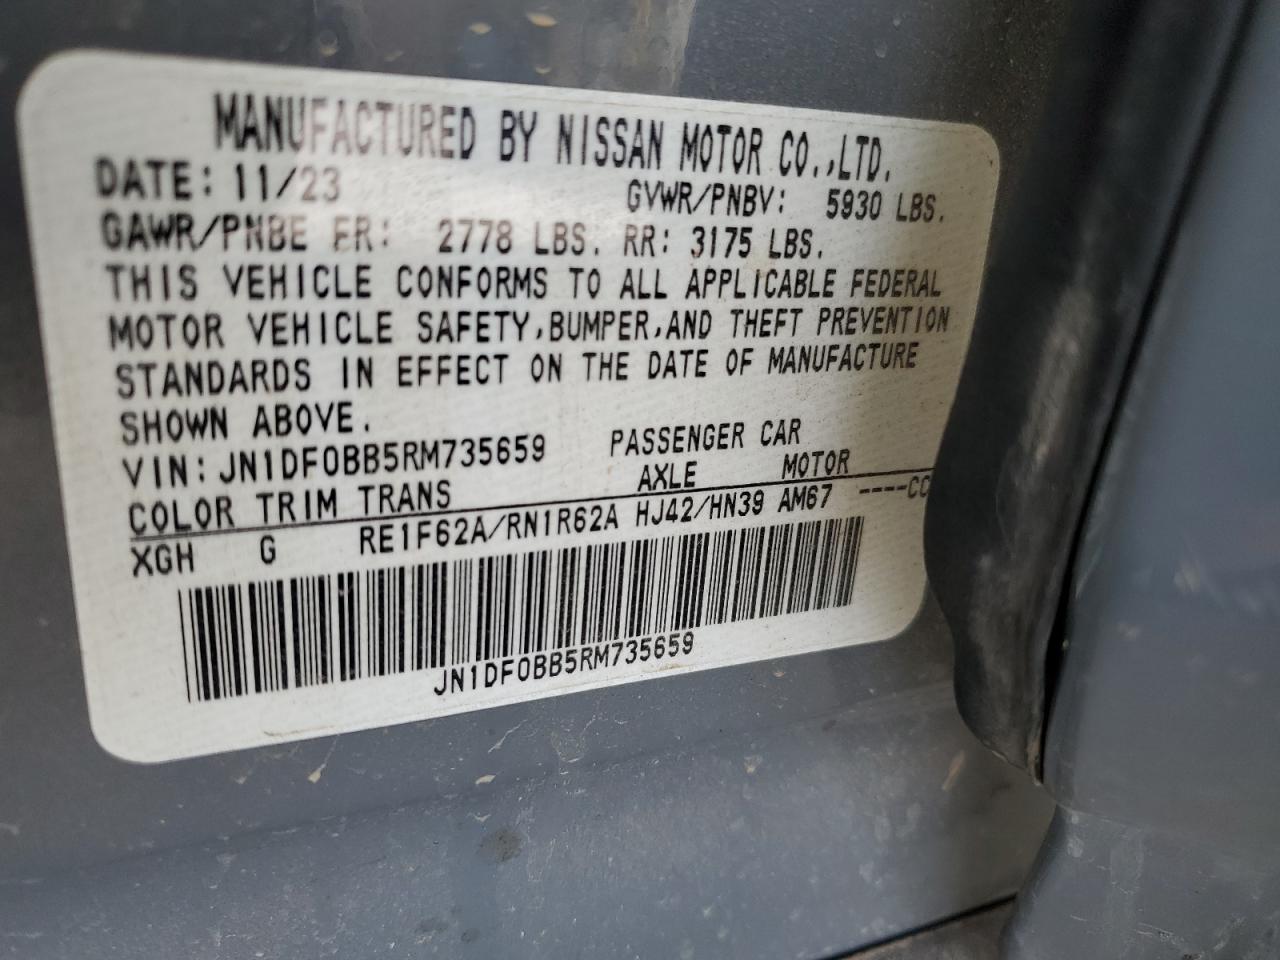 MANUFACTURED BY NISSAN MOTOR CO.,LTD.
DATE: 11/23 GVWR/PNBV: 5930 LBS.
GAWR/PNBE FR: 2778 LBS. RR: 3175 LBS.
THIS VEHICLE CONFORMS TO ALL APPLICABLE FEDERAL
MOTOR VEHICLE SAFETY,BUMPER,AND THEFT PREVENTION
STANDARDS IN EFFECT ON THE DATE OF MANUFACTURE
SHOWN ABOVE.
VIN: JN1DF0BB5RM735659 PASSENGER CAR
COLOR TRIM TRANS AXLE MOTOR
XGH G RE1F62A/RN1R62A HJ42/HN39 AM67 ----CC
JN1DF0BB5RM735659